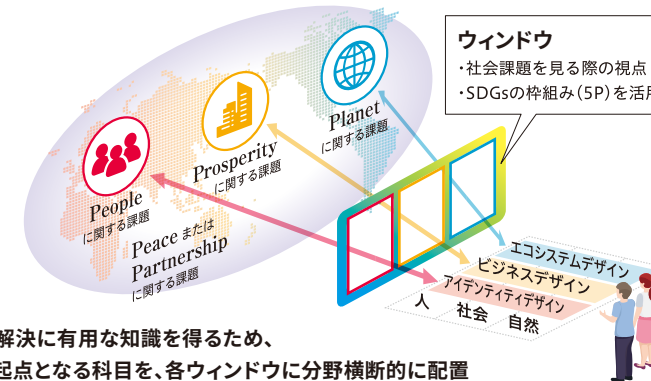 ウィンドウ
・社会課題を見る際の視点
・SDGsの枠組み(5P)を活用
Planet
に関する課題
Prosperity
に関する課題
People
に関する課題
Peace または
Partnership
に関する課題
エコシステムデザイン
ビジネスデザイン
アイデンティティデザイン
人 社会 自然
解決に有用な知識を得るため、
起点となる科目を、各ウィンドウに分野横断的に配置